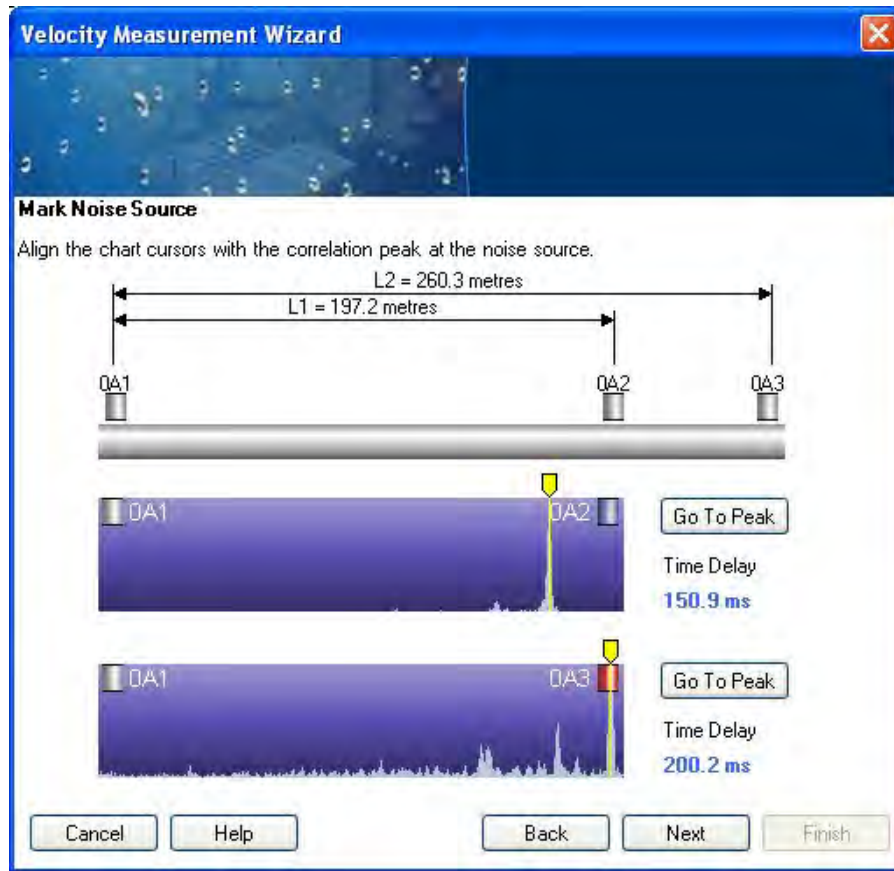 Velocity Measurement Wizard
Mark Noise Source
Align the chart cursors with the correlation peak at the noise source.
L2 = 260.3 metres
L1 = 197.2 metres
0A1 0A2 0A3
0A1 0A2 Go To Peak
Time Delay
150.9 ms
0A1 0A3 Go To Peak
Time Delay
200.2 ms
Cancel Help Back Next Finish